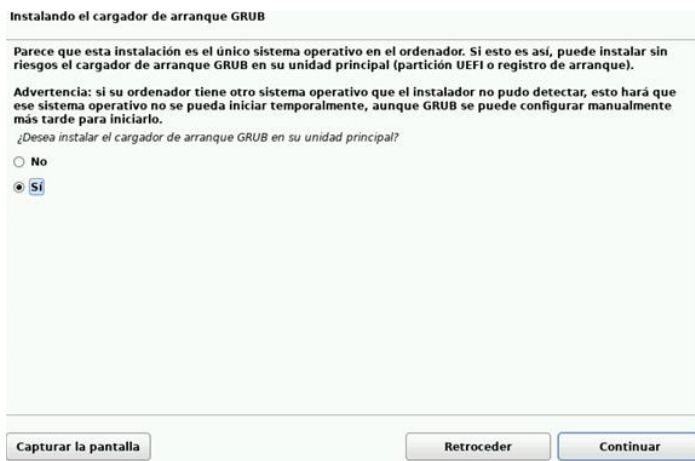 Instalando el cargador de arranque GRUB
Parece que esta instalación es el único sistema operativo en el ordenador. Si esto es así, puede instalar sin
riesgos el cargador de arranque GRUB en su unidad principal (partición UEFI o registro de arranque).
Advertencia: si su ordenador tiene otro sistema operativo que el instalador no pudo detectar, esto hará que
ese sistema operativo no se pueda iniciar temporalmente, aunque GRUB se puede configurar manualmente
más tarde para iniciarlo.
¿Desea instalar el cargador de arranque GRUB en su unidad principal?
No
Sí
Capturar la pantalla
Retroceder
Continuar